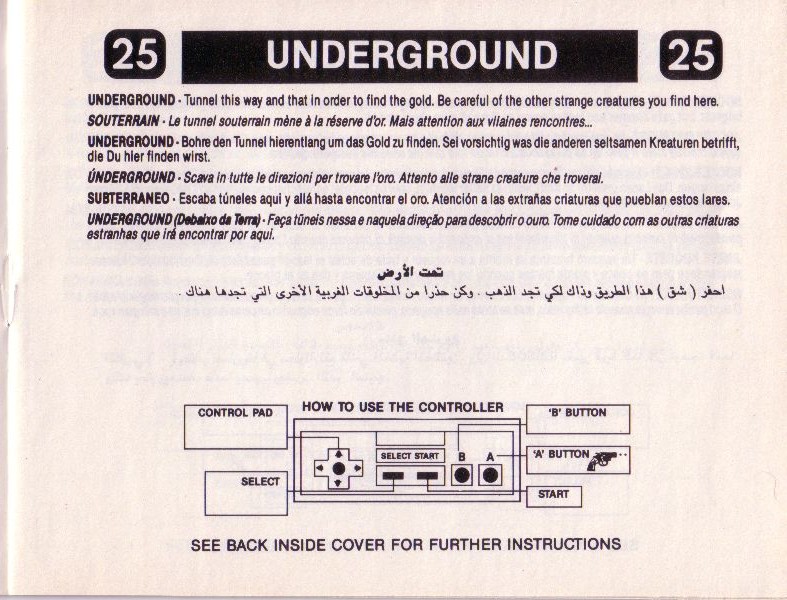 25 UNDERGROUND 25
UNDERGROUND - Tunnel this way and that in order to find the gold. Be careful of the other strange creatures you find here.
SOUTERRAIN - Le tunnel souterrain mène à la réserve d'or. Mais attention aux vilaines rencontres...
UNDERGROUND - Bohre den Tunnel hierentlang um das Gold zu finden. Sei vorsichtig was die anderen seltsamen Kreaturen betrifft,
die Du hier finden wirst.
ÚNDERGROUND - Scava in tutte le direzioni per trovare l'oro. Attento alle strane creature che troverai.
SUBTERRANEO - Escaba túneles aqui y allá hasta encontrar el oro. Atención a las extrañas criaturas que pueblan estos lares.
UNDERGROUND (Debaixo da Terra) - Faça tûneis nessa e naquela direção para descobrir o ouro. Tome cuidado com as outras criaturas
estranhas que irá encontrar por aqui.
تحت الأرض
احفر ( شق ) هذا الطريق وذاك لكي تجد الذهب . وكن حذرا من المخلوقات الغريبة الأخرى التي تجدها هناك .
HOW TO USE THE CONTROLLER
CONTROL PAD
'B' BUTTON
SELECT START B A
'A' BUTTON
SELECT
START
SEE BACK INSIDE COVER FOR FURTHER INSTRUCTIONS